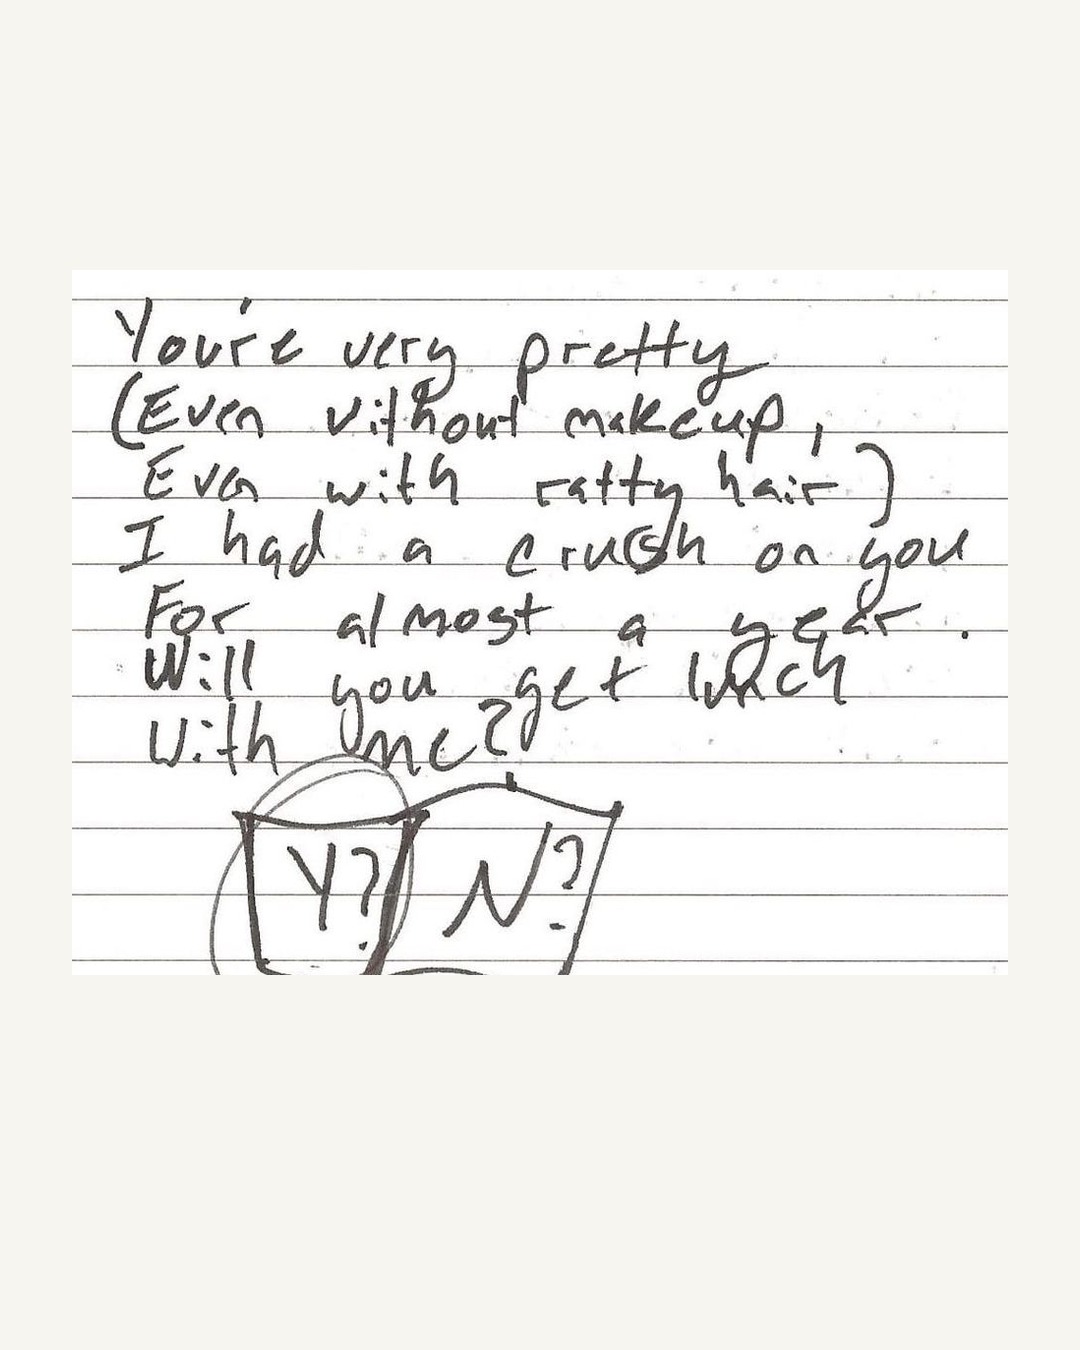 You're very pretty
(Even without makeup,
Even with ratty hair)
I had a crush on you
For almost a year.
Will you get lunch
with me?
Y? N?